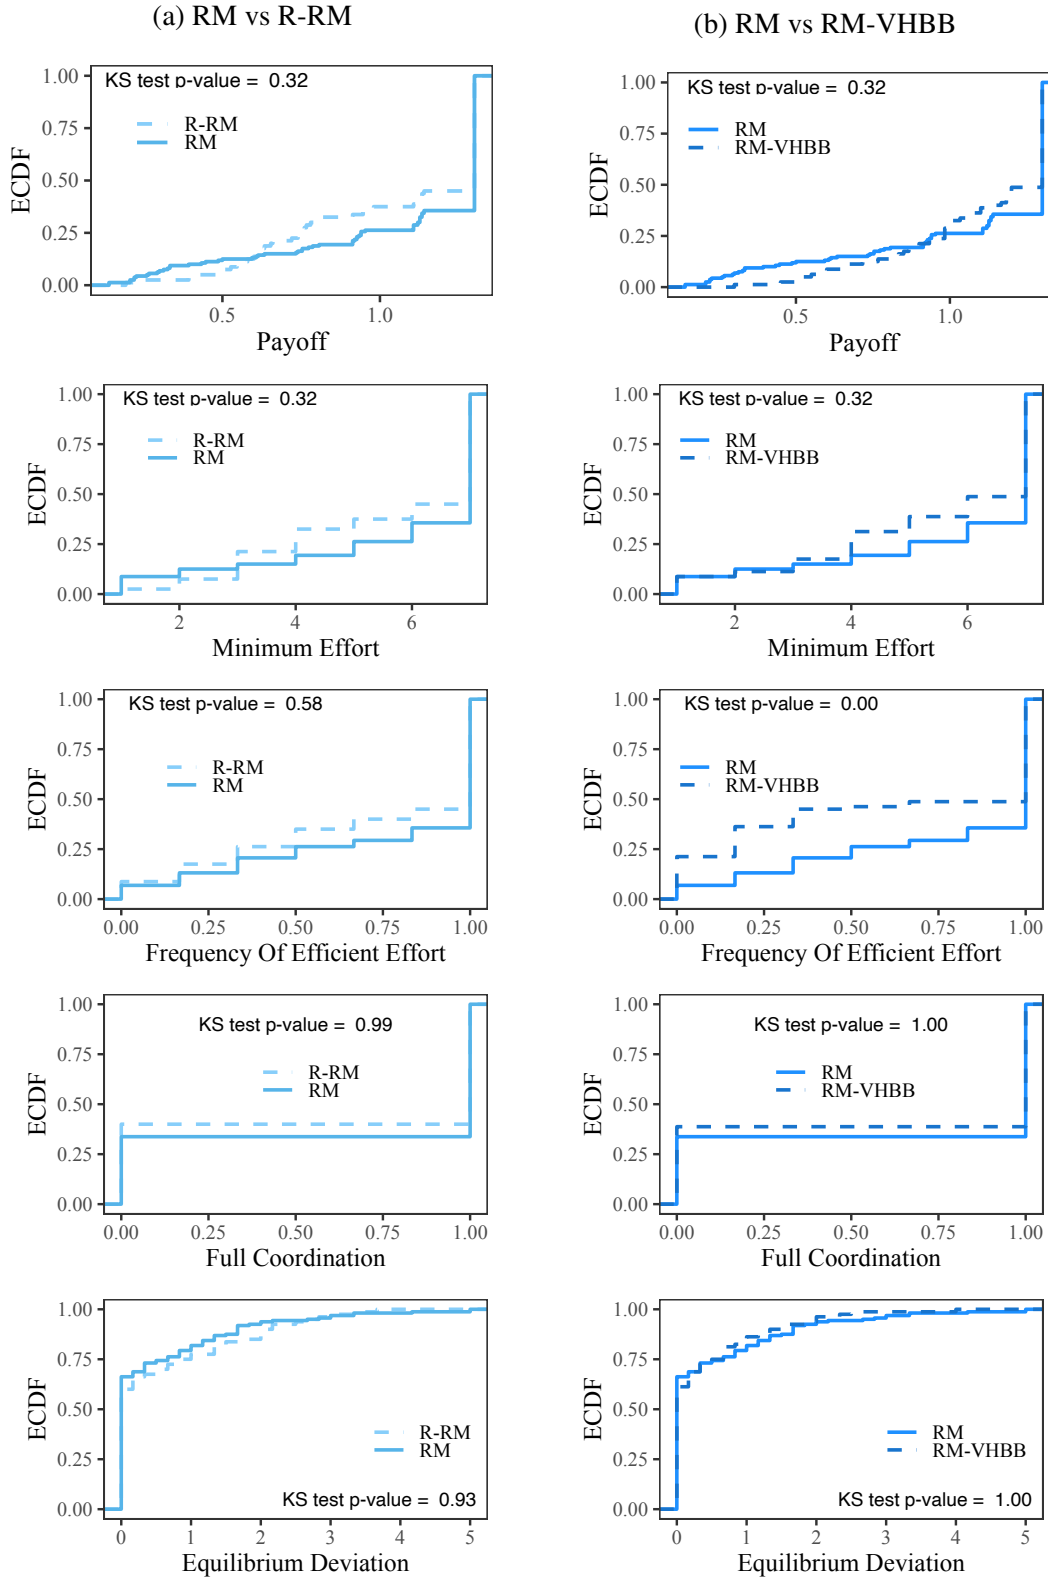 (a) RM vs R-RM
KS test p-value = 0.32
R-RM
RM
ECDF
1.00
0.75
0.50
0.25
0.00
0.5 1.0
Payoff
KS test p-value = 0.32
R-RM
RM
ECDF
1.00
0.75
0.50
0.25
0.00
2 4 6
Minimum Effort
KS test p-value = 0.58
R-RM
RM
ECDF
1.00
0.75
0.50
0.25
0.00
0.00 0.25 0.50 0.75 1.00
Frequency Of Efficient Effort
KS test p-value = 0.99
R-RM
RM
ECDF
1.00
0.75
0.50
0.25
0.00
0.00 0.25 0.50 0.75 1.00
Full Coordination
ECDF
1.00
0.75
0.50
0.25
0.00
R-RM
RM
KS test p-value = 0.93
0 1 2 3 4 5
Equilibrium Deviation
(b) RM vs RM-VHBB
KS test p-value = 0.32
RM
RM-VHBB
ECDF
1.00
0.75
0.50
0.25
0.00
0.5 1.0
Payoff
KS test p-value = 0.32
RM
RM-VHBB
ECDF
1.00
0.75
0.50
0.25
0.00
2 4 6
Minimum Effort
KS test p-value = 0.00
RM
RM-VHBB
ECDF
1.00
0.75
0.50
0.25
0.00
0.00 0.25 0.50 0.75 1.00
Frequency Of Efficient Effort
KS test p-value = 1.00
RM
RM-VHBB
ECDF
1.00
0.75
0.50
0.25
0.00
0.00 0.25 0.50 0.75 1.00
Full Coordination
ECDF
1.00
0.75
0.50
0.25
0.00
RM
RM-VHBB
KS test p-value = 1.00
0 1 2 3 4 5
Equilibrium Deviation